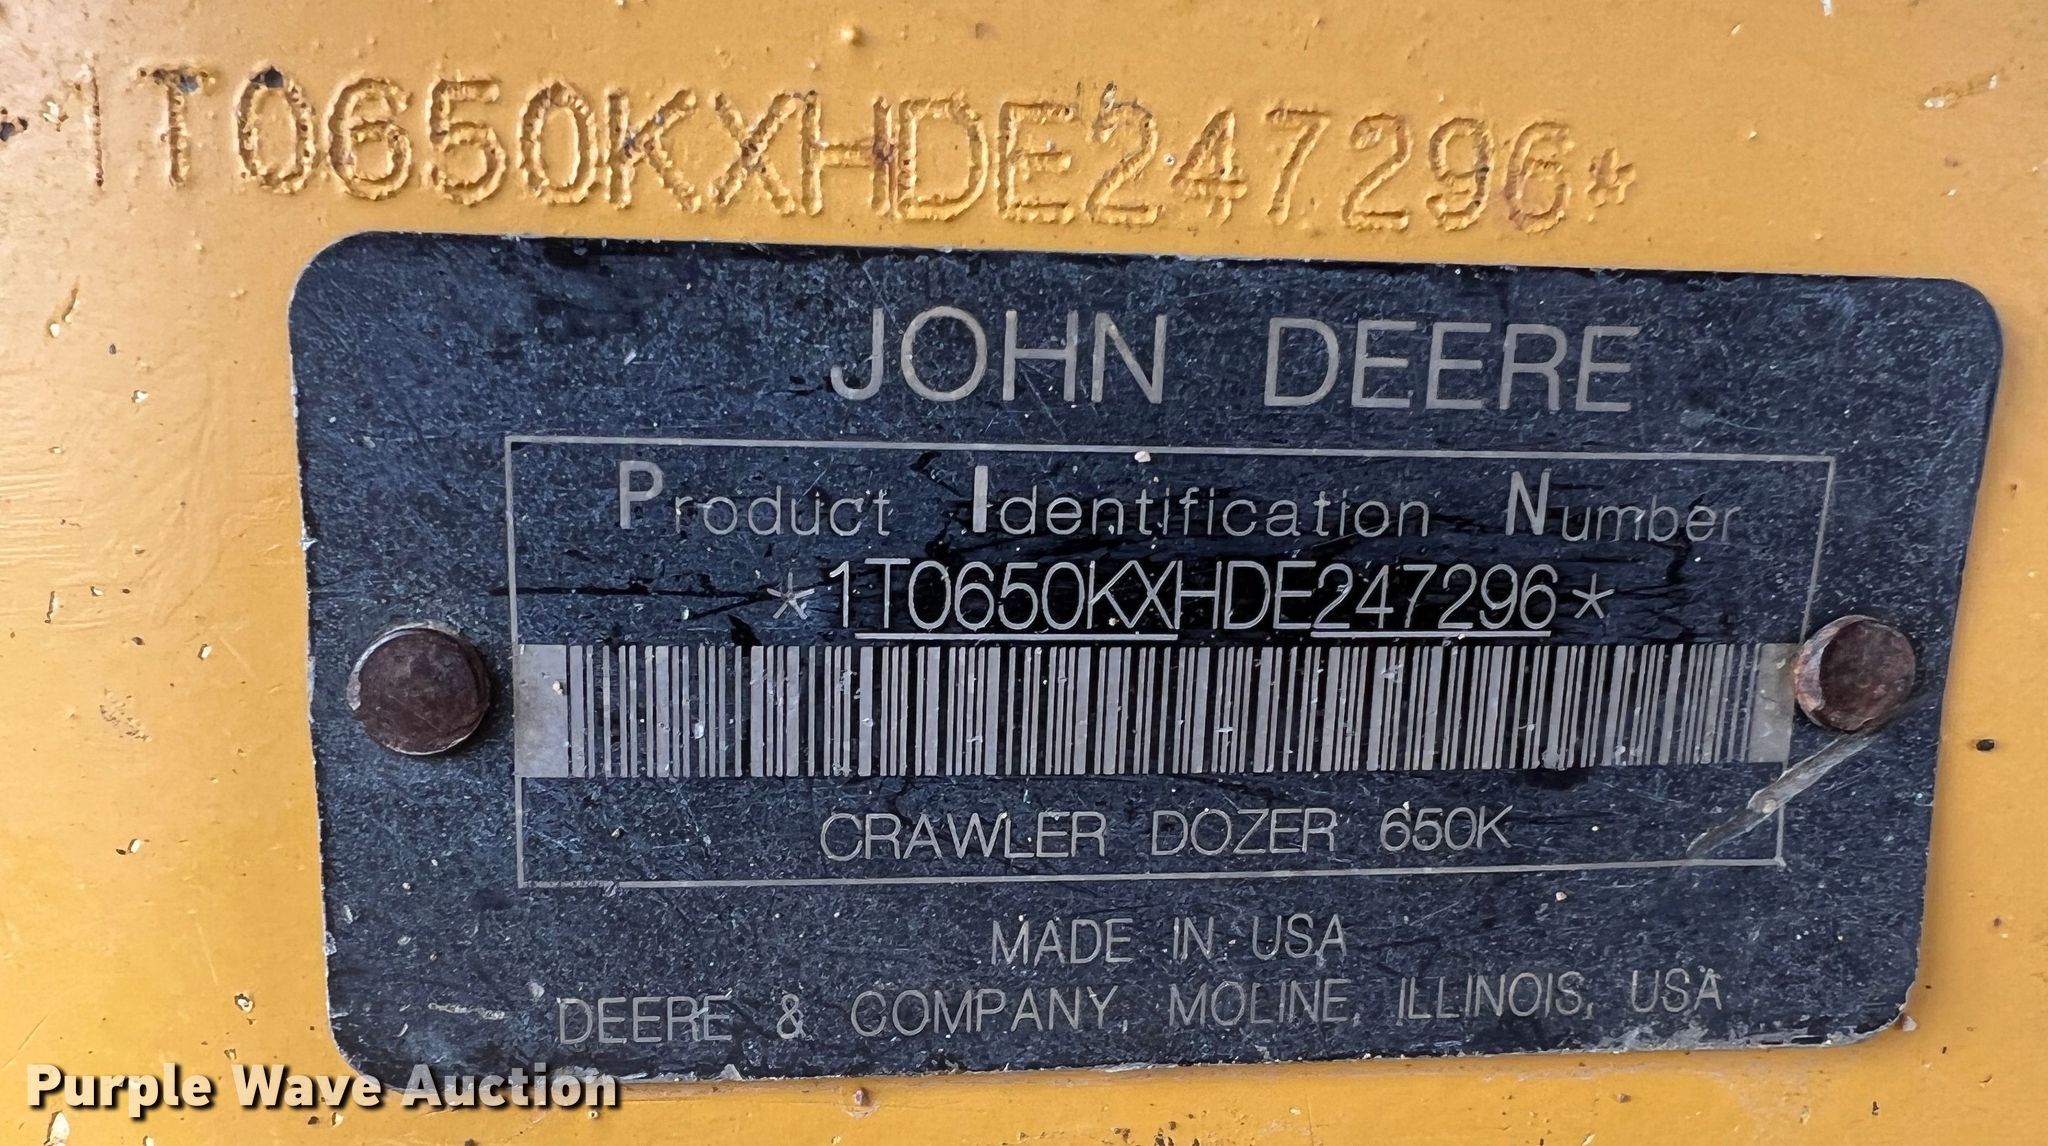 *1T0650KXHDE247296*
JOHN DEERE
Product Identification Number
*1T0650KXHDE247296*
CRAWLER DOZER 650K
MADE IN USA
DEERE & COMPANY MOLINE, ILLINOIS, USA
Purple Wave Auction